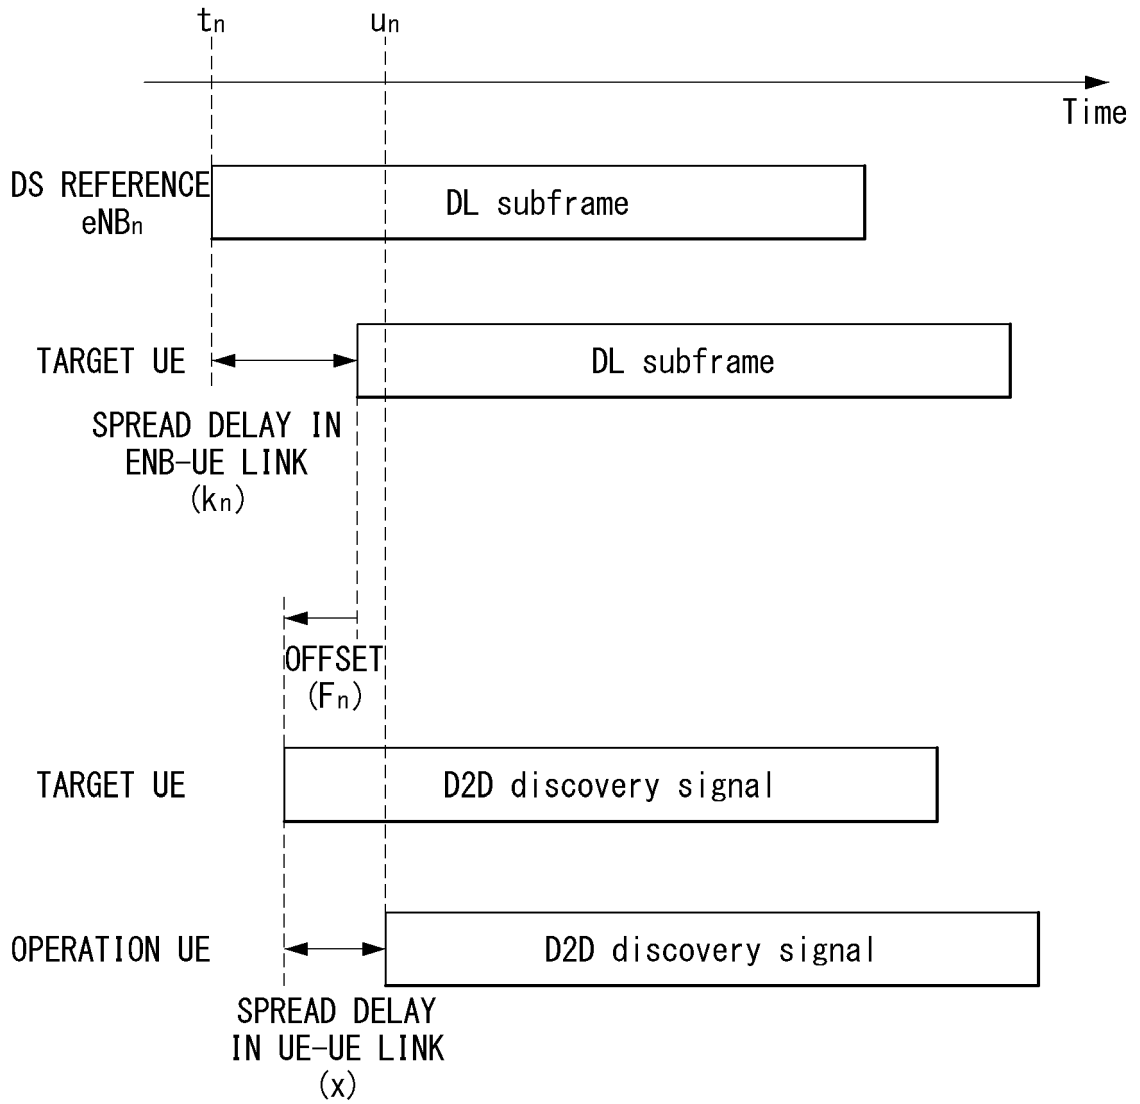 tn
un
Time
DS REFERENCE
eNBn
DL subframe
TARGET UE
DL subframe
SPREAD DELAY IN
ENB-UE LINK
(kn)
OFFSET
(Fn)
TARGET UE
D2D discovery signal
OPERATION UE
D2D discovery signal
SPREAD DELAY
IN UE-UE LINK
(x)